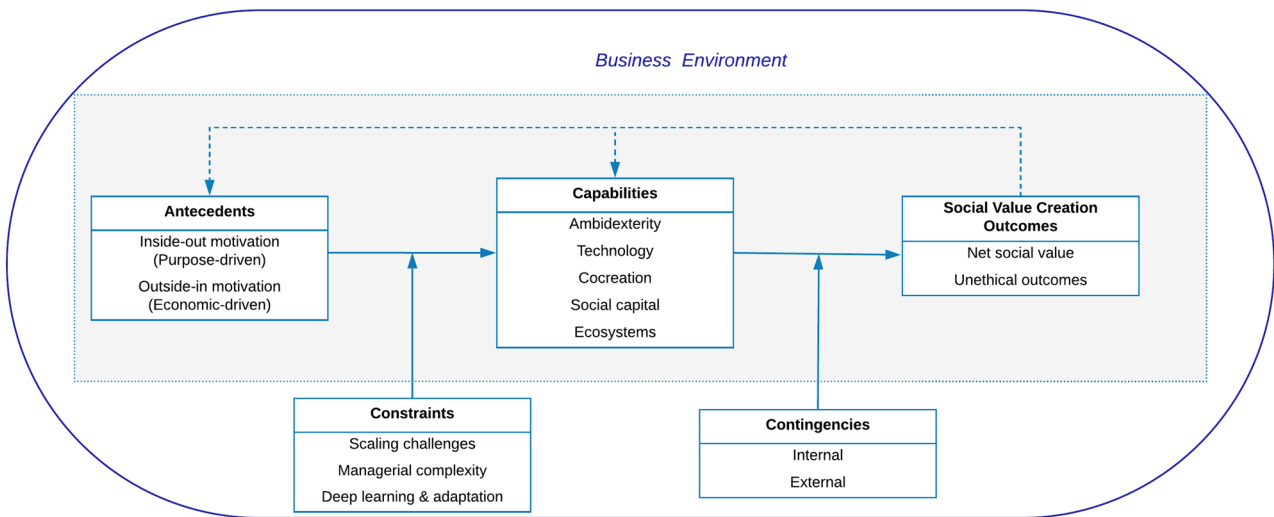 Business Environment
Antecedents
Inside-out motivation
(Purpose-driven)
Outside-in motivation
(Economic-driven)
Capabilities
Ambidexterity
Technology
Cocreation
Social capital
Ecosystems
Social Value Creation
Outcomes
Net social value
Unethical outcomes
Constraints
Scaling challenges
Managerial complexity
Deep learning & adaptation
Contingencies
Internal
External